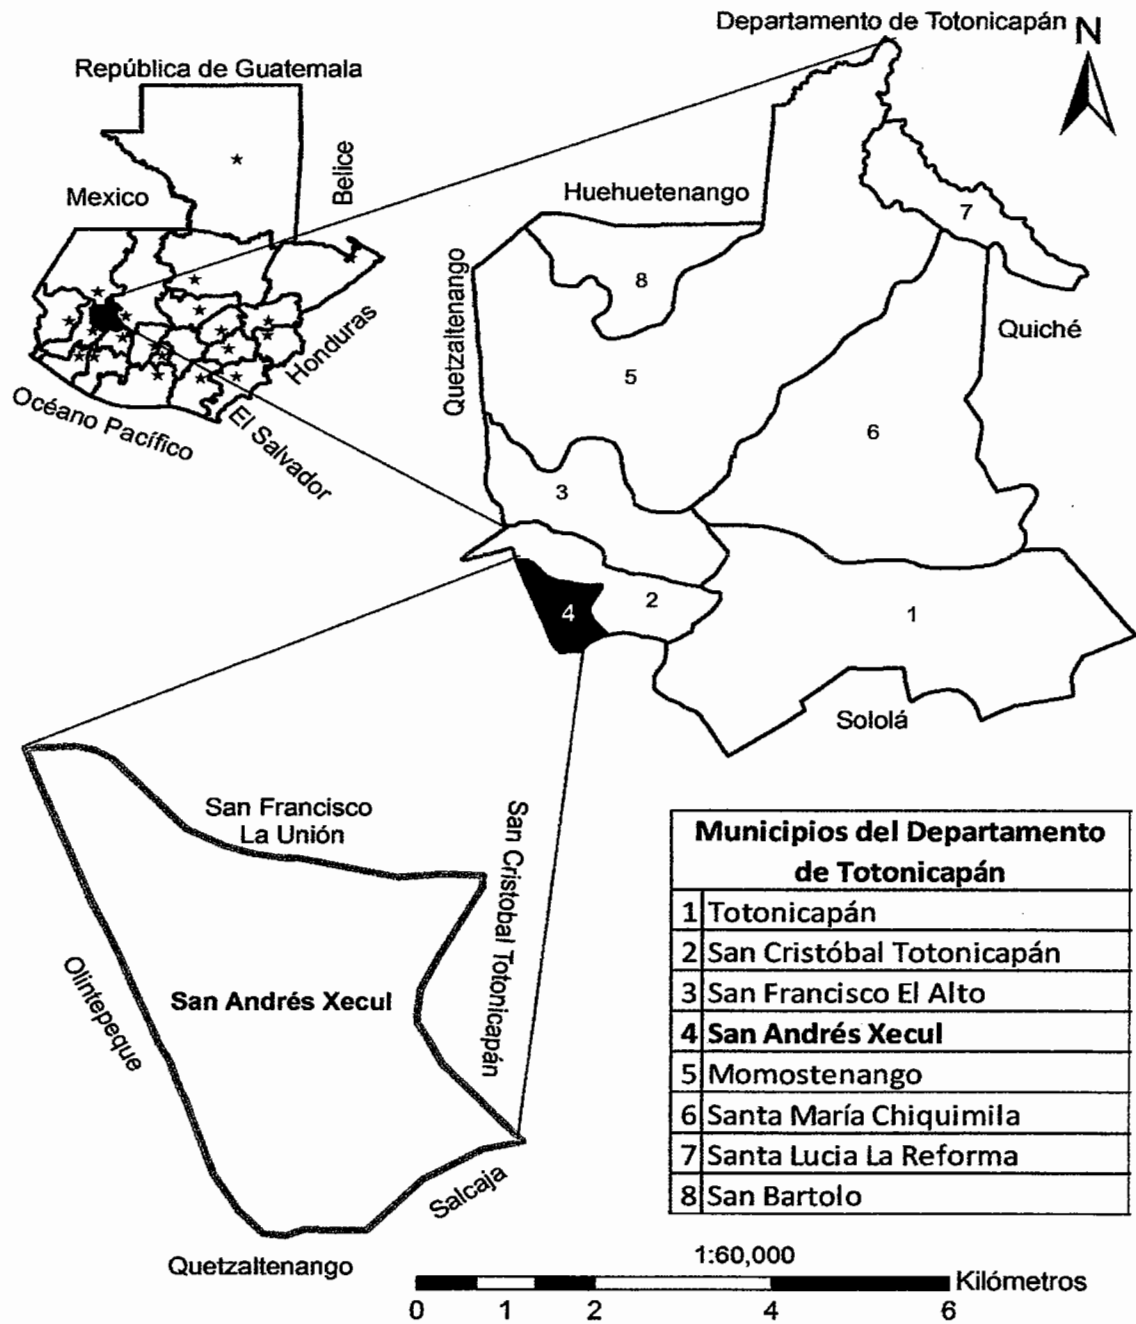 Departamento de Totonicapán
N
República de Guatemala
Belice
Mexico
Huehuetenango
7
Quetzaltenango
8
Quiché
Honduras
5
Océano Pacífico
El Salvador
6
3
4
2
1
Sololá
San Francisco
La Unión
San Cristobal Totonicapán
Olintepeque
San Andrés Xecul
Salcaja
Quetzaltenango
Municipios del Departamento
de Totonicapán
1 Totonicapán
2 San Cristóbal Totonicapán
3 San Francisco El Alto
4 San Andrés Xecul
5 Momostenango
6 Santa María Chiquimila
7 Santa Lucia La Reforma
8 San Bartolo
1:60,000
Kilómetros
0 1 2 4 6